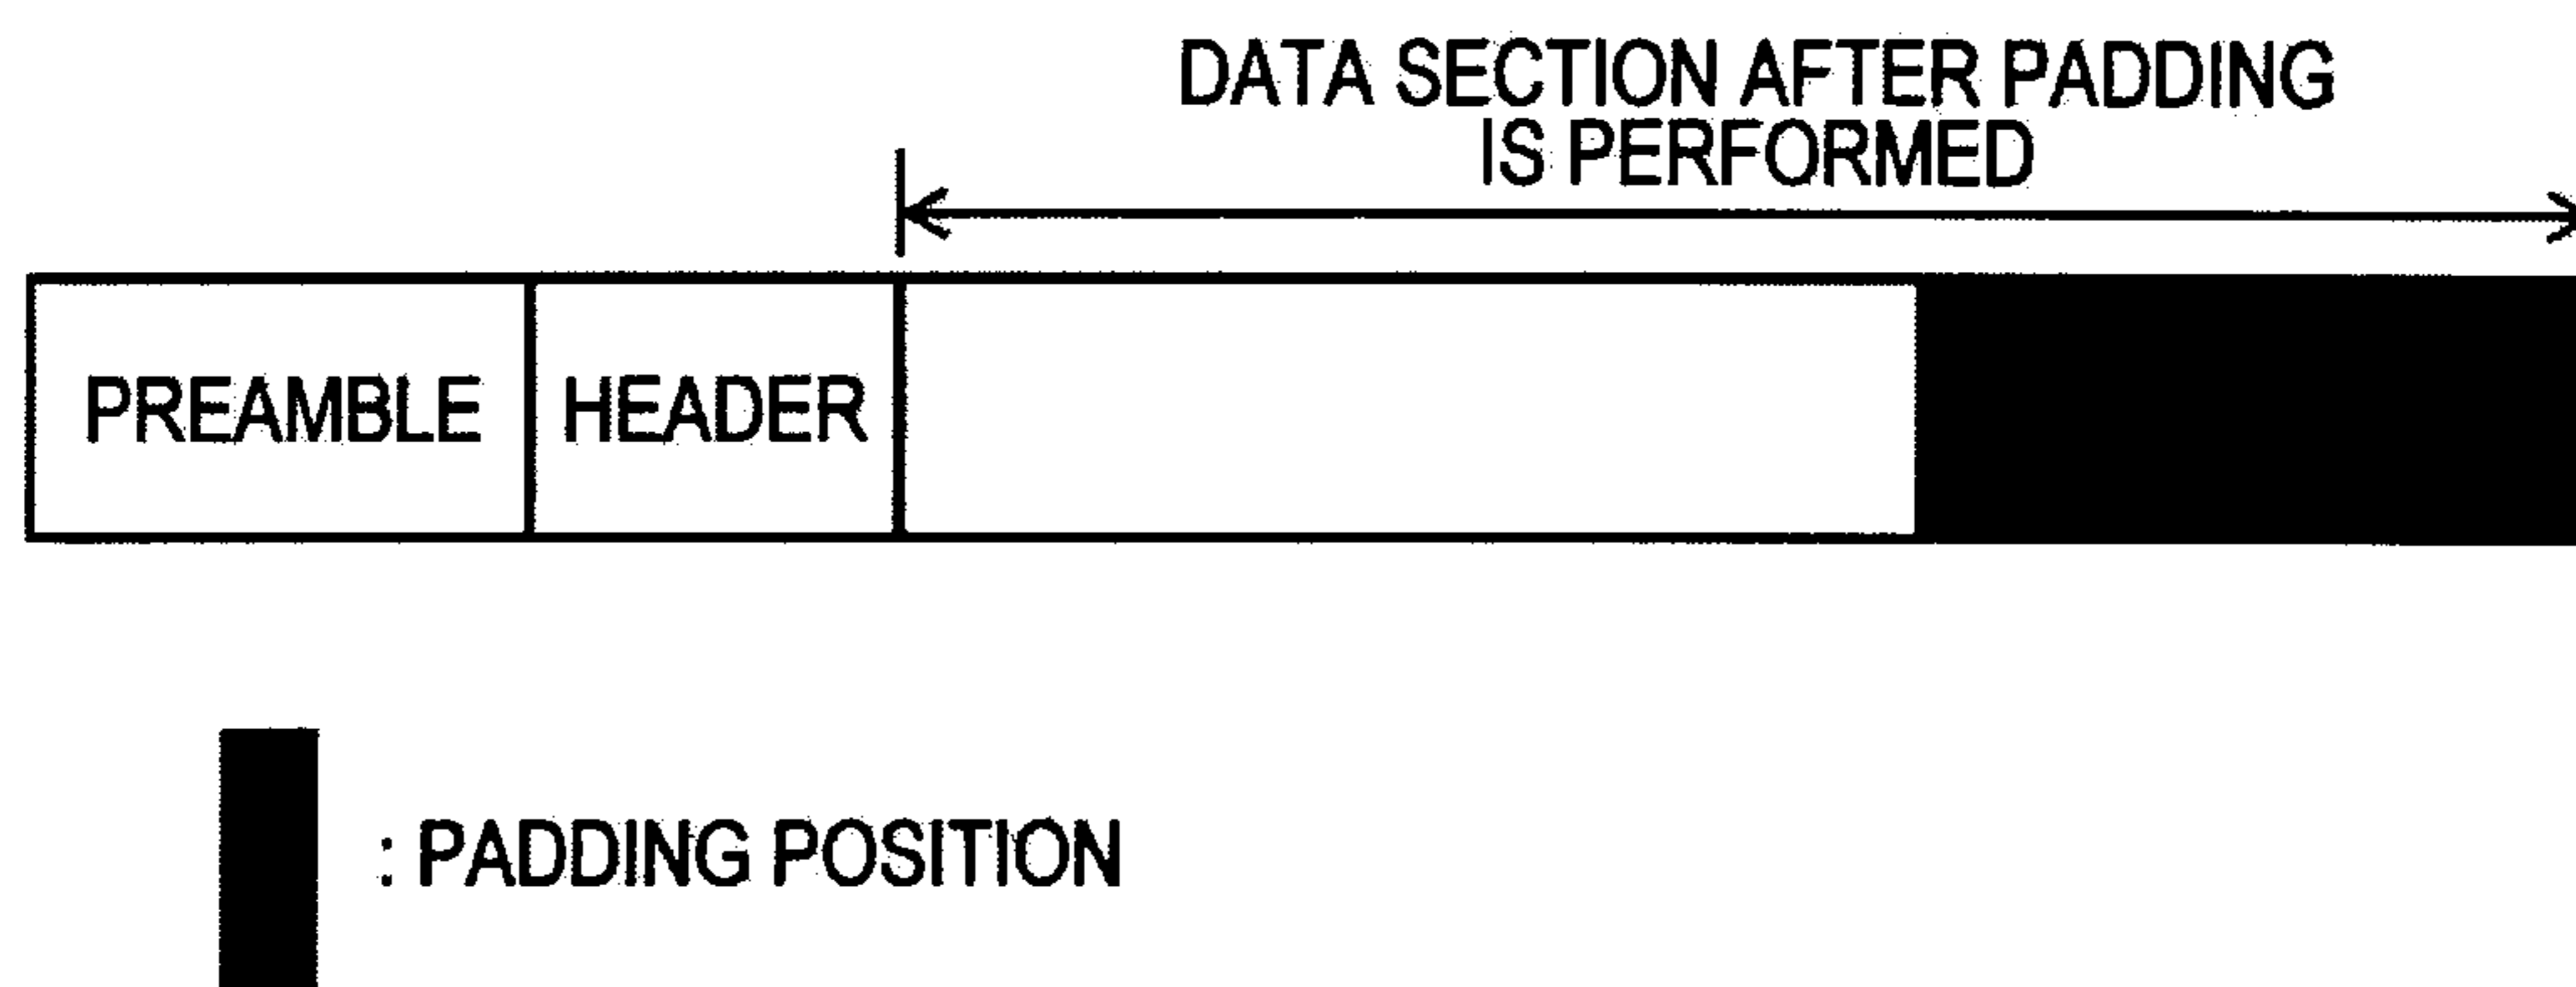 DATA SECTION AFTER PADDING
IS PERFORMED
PREAMBLE HEADER
: PADDING POSITION